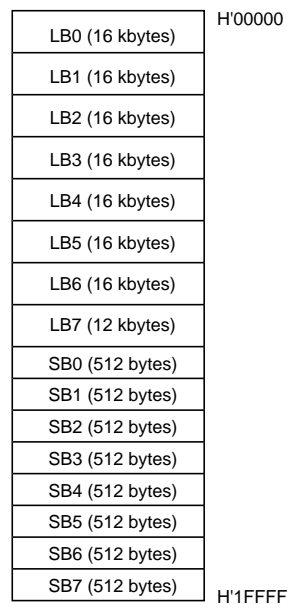 H'00000
LB0 (16 kbytes)
LB1 (16 kbytes)
LB2 (16 kbytes)
LB3 (16 kbytes)
LB4 (16 kbytes)
LB5 (16 kbytes)
LB6 (16 kbytes)
LB7 (12 kbytes)
SB0 (512 bytes)
SB1 (512 bytes)
SB2 (512 bytes)
SB3 (512 bytes)
SB4 (512 bytes)
SB5 (512 bytes)
SB6 (512 bytes)
SB7 (512 bytes)
H'1FFFF